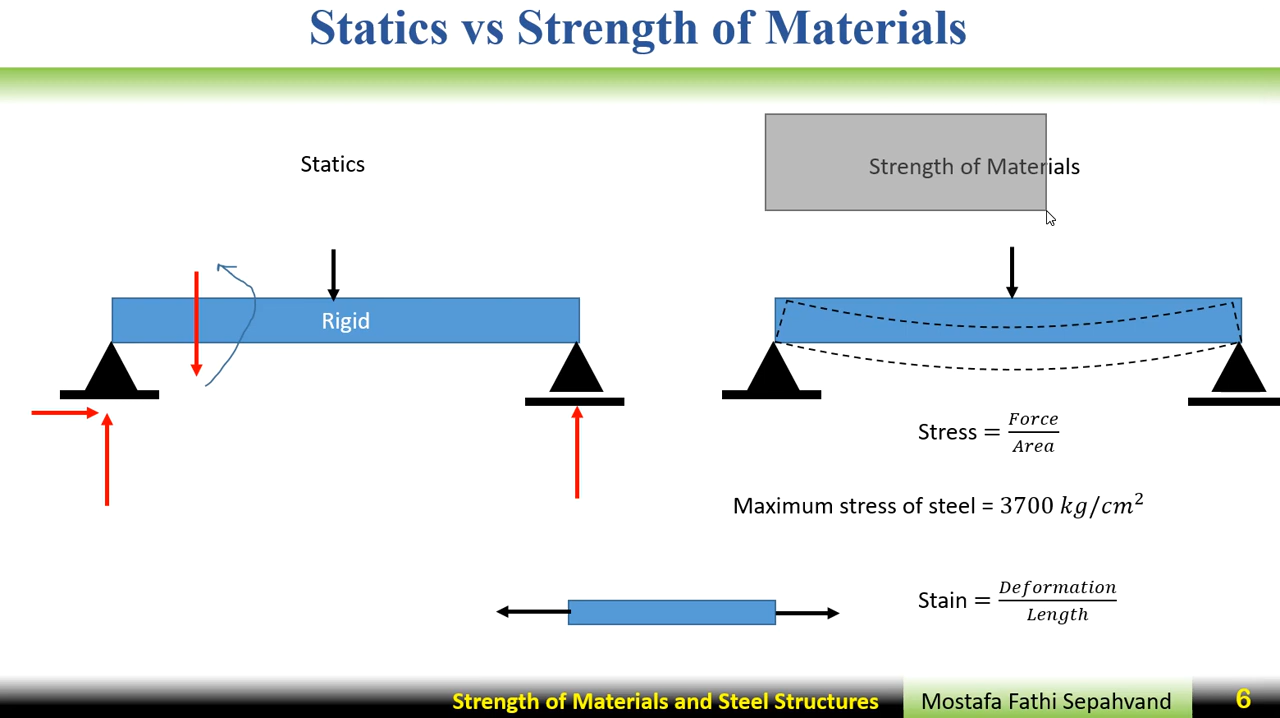 Statics vs Strength of Materials
Statics
Strength of Materials
Rigid
Stress = Force / Area
Maximum stress of steel = 3700 kg/cm²
Stain = Deformation / Length
Strength of Materials and Steel Structures
Mostafa Fathi Sepahvand
6